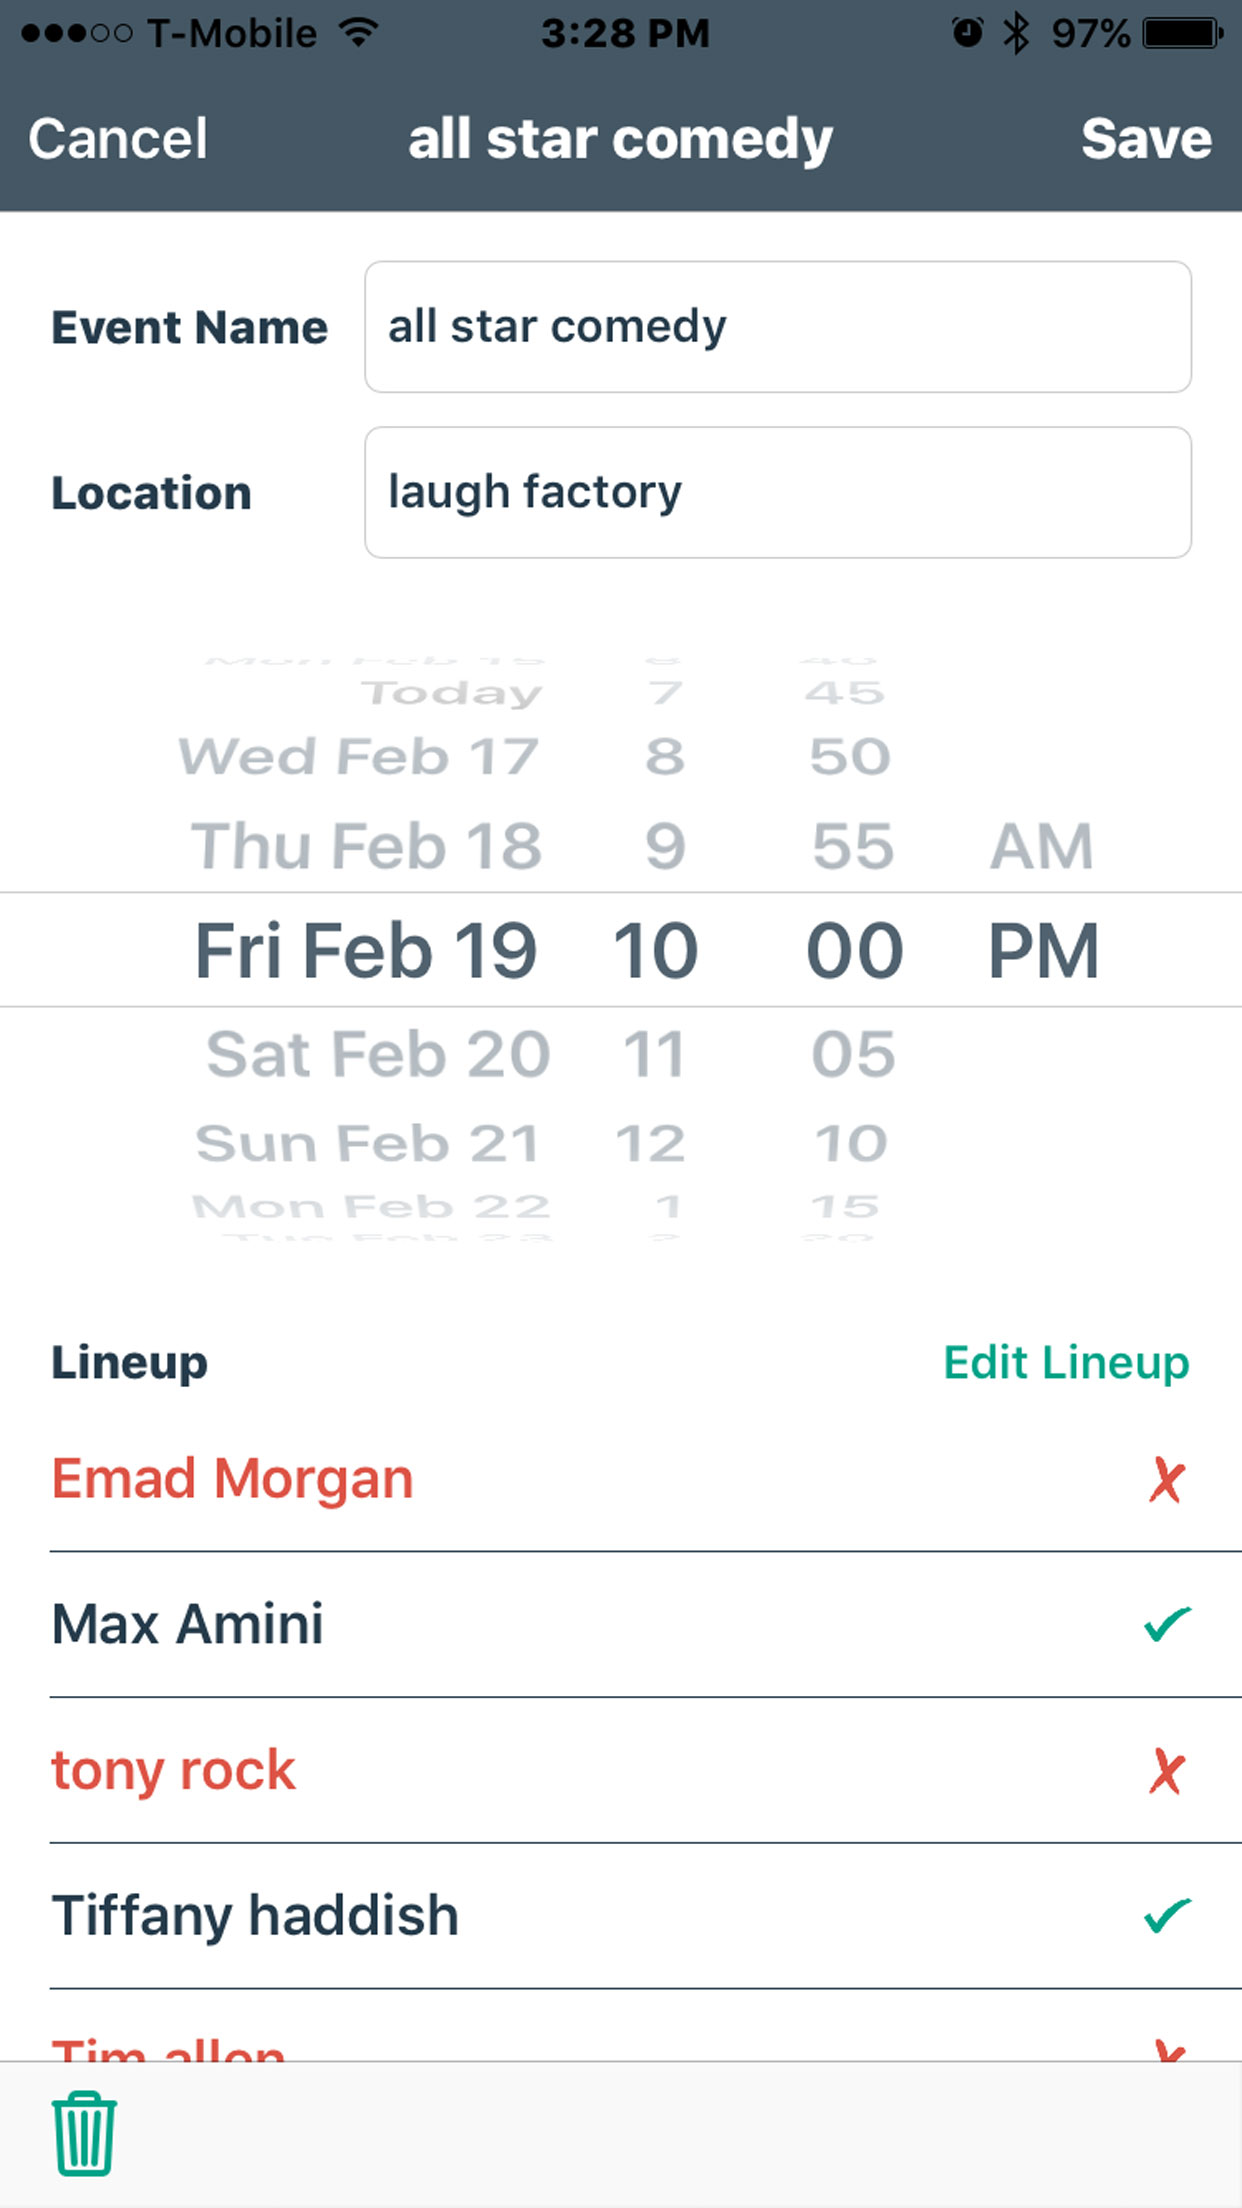 T-Mobile 3:28 PM 97%
Cancel all star comedy Save
Event Name all star comedy
Location laugh factory
Today 7 45
Wed Feb 17 8 50
Thu Feb 18 9 55 AM
Fri Feb 19 10 00 PM
Sat Feb 20 11 05
Sun Feb 21 12 10
Mon Feb 22 1 15
Lineup Edit Lineup
Emad Morgan
Max Amini
tony rock
Tiffany haddish
Tim allen